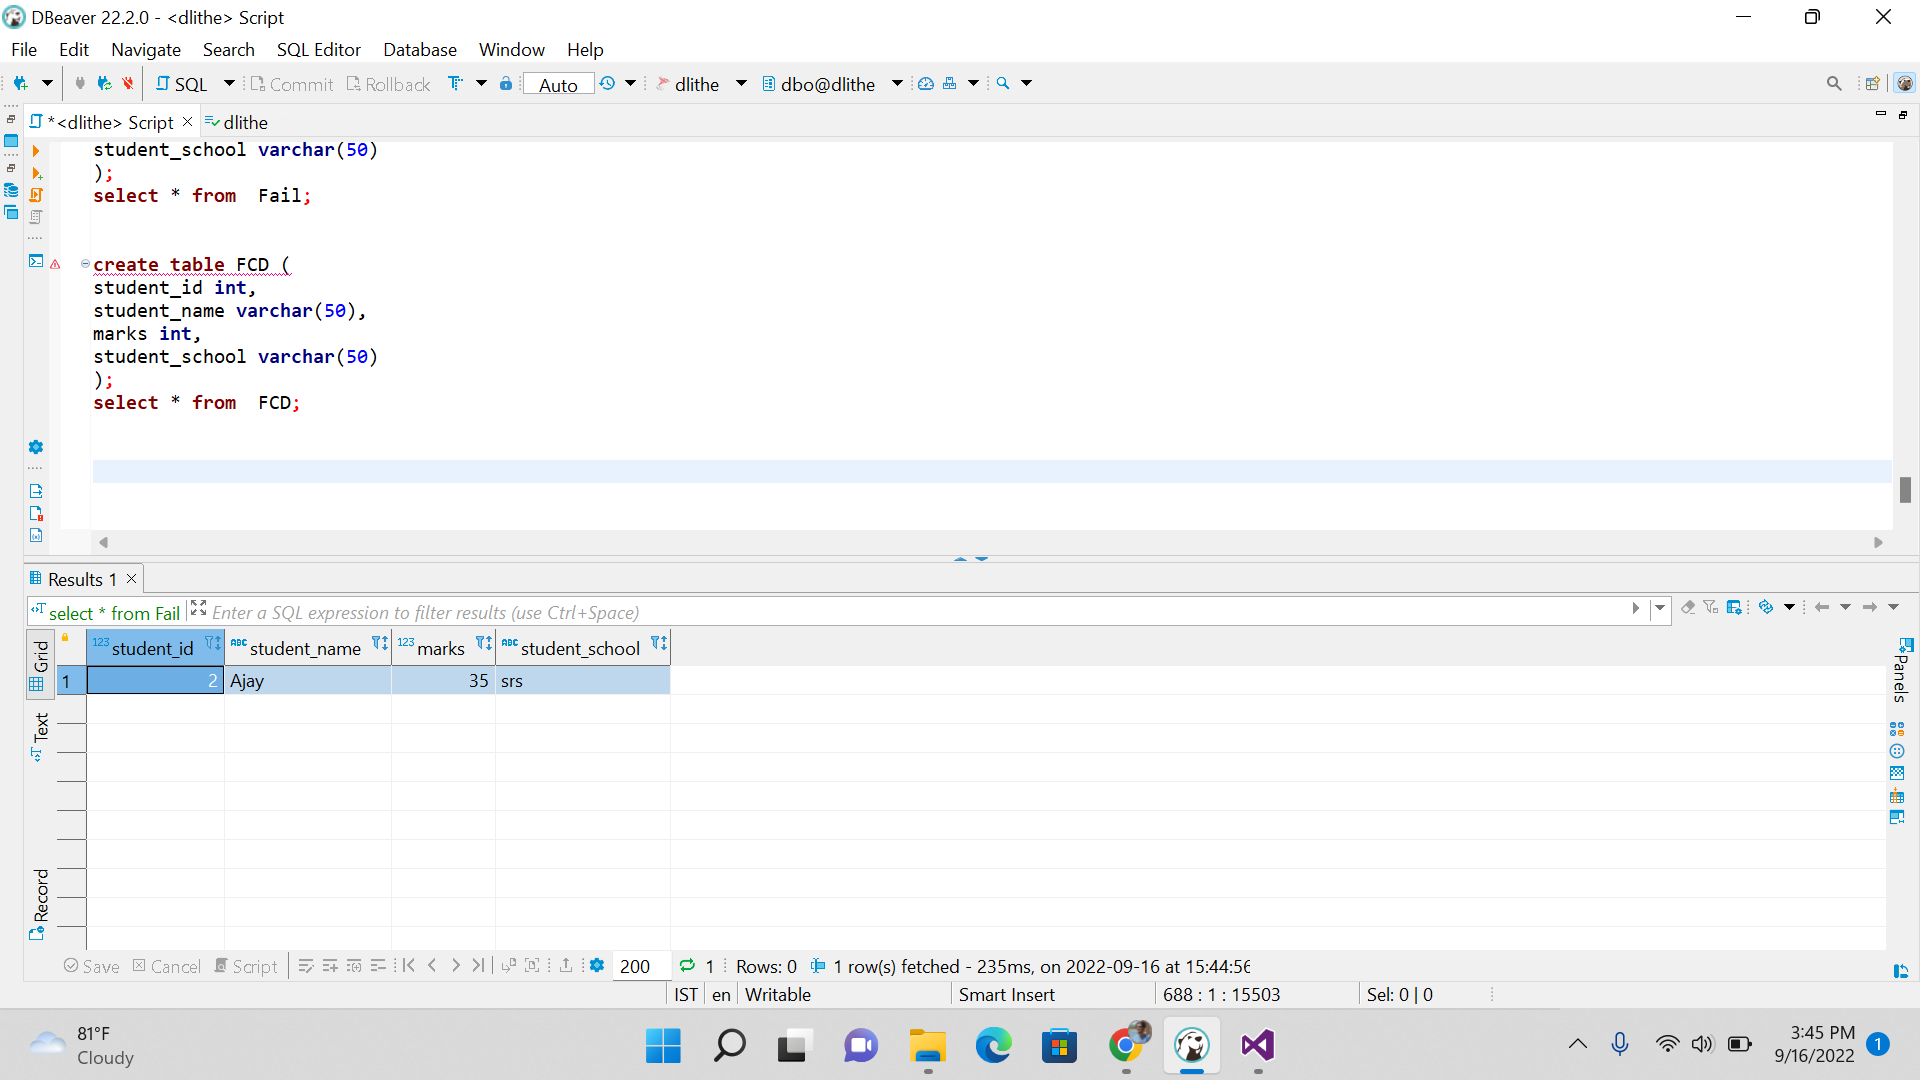 DBeaver 22.2.0 - <dlithe> Script
File Edit Navigate Search SQL Editor Database Window Help
SQL Commit Rollback Auto dlithe dbo@dlithe
*<dlithe> Script dlithe
student_school varchar(50)
);
select * from  Fail;
create table FCD (
student_id int,
student_name varchar(50),
marks int,
student_school varchar(50)
);
select * from  FCD;
Results 1
select * from Fail Enter a SQL expression to filter results (use Ctrl+Space)
Grid
Text
Record
Panels
123 student_id ABC student_name 123 marks ABC student_school
1 2 Ajay 35 srs
Save Cancel Script 200 1 Rows: 0 1 row(s) fetched - 235ms, on 2022-09-16 at 15:44:56
IST en Writable Smart Insert 688 : 1 : 15503 Sel: 0 | 0
81°F
Cloudy
3:45 PM
9/16/2022
1